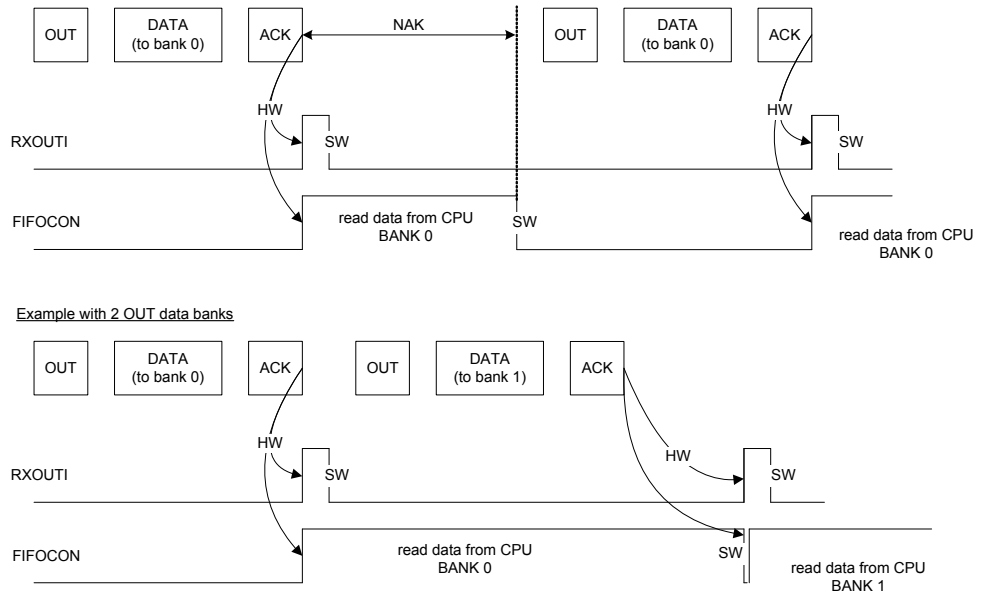 OUT DATA (to bank 0) ACK NAK OUT DATA (to bank 0) ACK
HW HW
RXOUTI SW SW
FIFOCON read data from CPU BANK 0 SW read data from CPU BANK 0
Example with 2 OUT data banks
OUT DATA (to bank 0) ACK OUT DATA (to bank 1) ACK
HW HW
RXOUTI SW SW
FIFOCON read data from CPU BANK 0 SW read data from CPU BANK 1